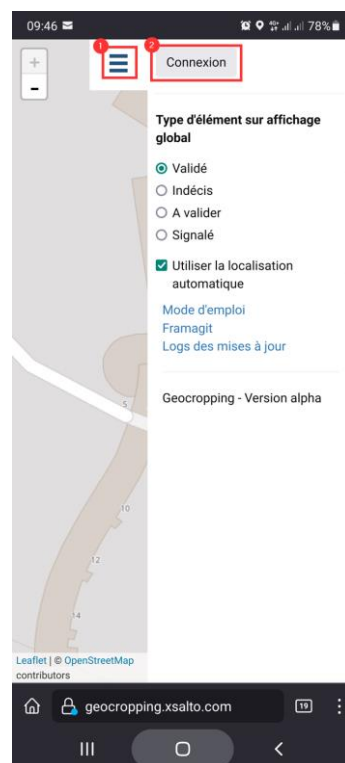 09:46
78%
1
2
+
-
Connexion
Type d'élément sur affichage
global
Validé
Indécis
A valider
Signalé
Utiliser la localisation
automatique
Mode d'emploi
Framagit
Logs des mises à jour
Geocropping - Version alpha
5
10
12
14
Leaflet | © OpenStreetMap
contributors
geocropping.xsalto.com
19